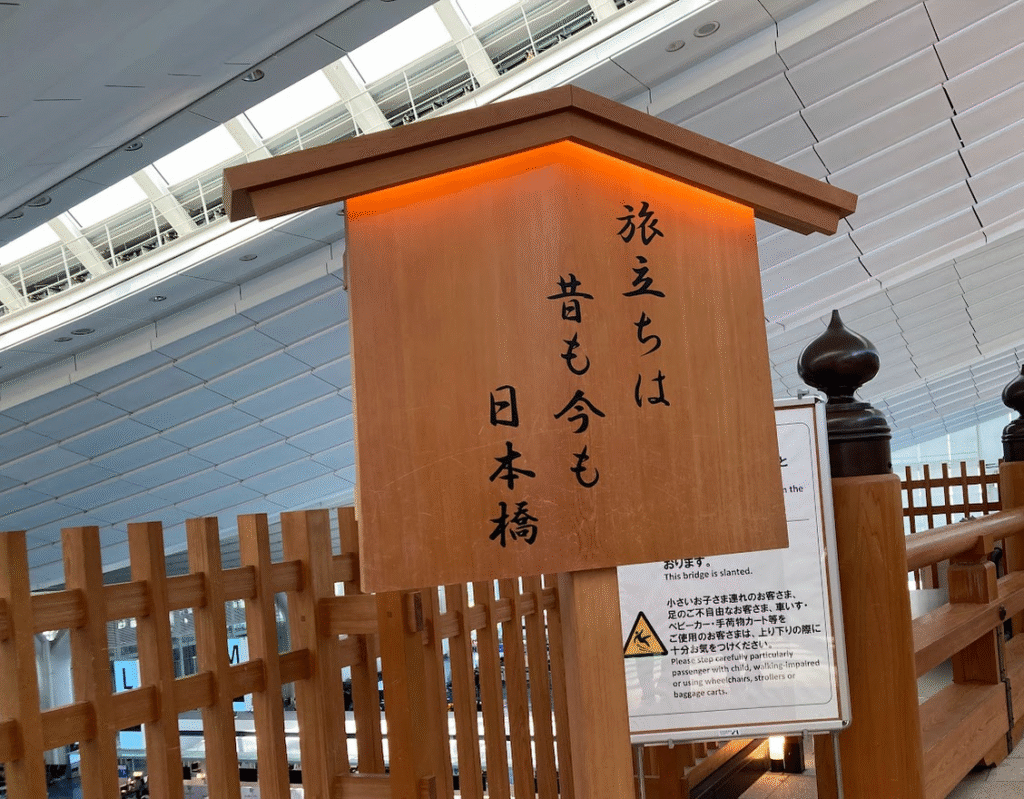 旅立ちは
昔も今も
日本橋
と
n the
おります。
This bridge is slanted.
小さいお子さま連れのお客さま、
足のご不自由なお客さま、車いす・
ベビーカー・手荷物カート等を
ご使用のお客さまは、上り下りの際に
十分お気をつけください。
Please step carefully particularly
passenger with child, walking-impaired
or using wheelchairs, strollers or
baggage carts.
L
M